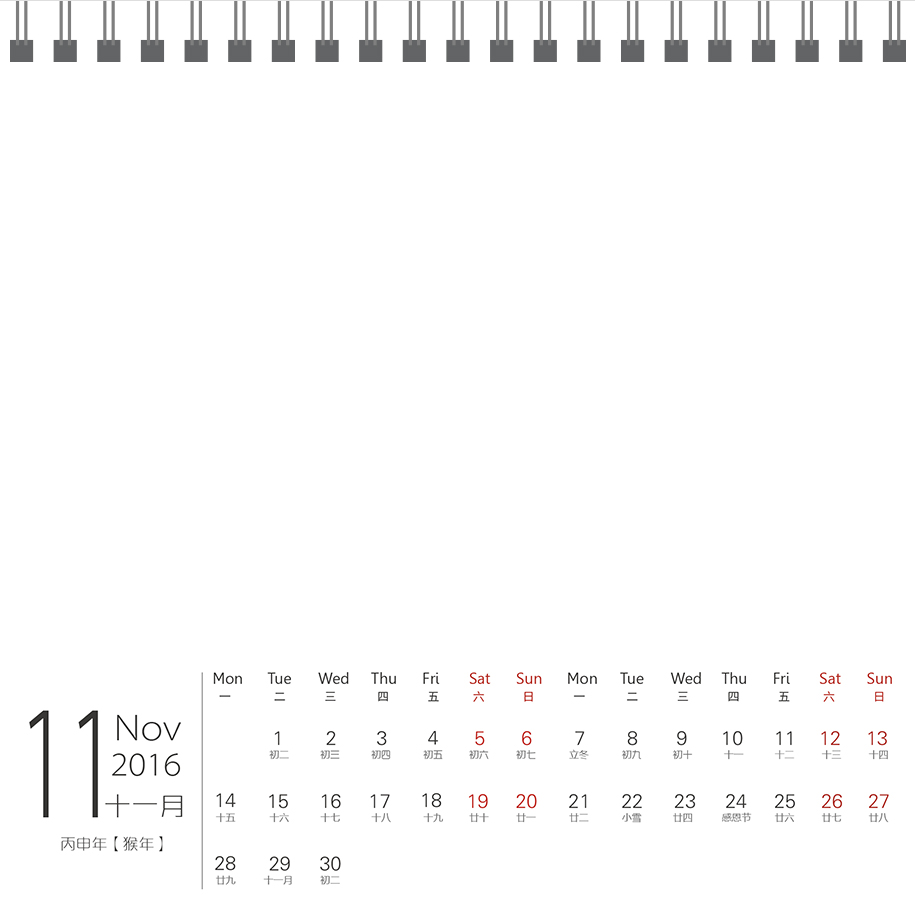 Mon Tue Wed Thu Fri Sat Sun Mon Tue Wed Thu Fri Sat Sun
一 二 三 四 五 六 日 一 二 三 四 五 六 日
11
Nov
2016
十一月
丙申年【猴年】
1 2 3 4 5 6 7 8 9 10 11 12 13
初二 初三 初四 初五 初六 初七 立冬 初九 初十 十一 十二 十三 十四
14 15 16 17 18 19 20 21 22 23 24 25 26 27
十五 十六 十七 十八 十九 廿十 廿一 廿二 小雪 廿四 感恩节 廿六 廿七 廿八
28 29 30
廿九 十一月 初二